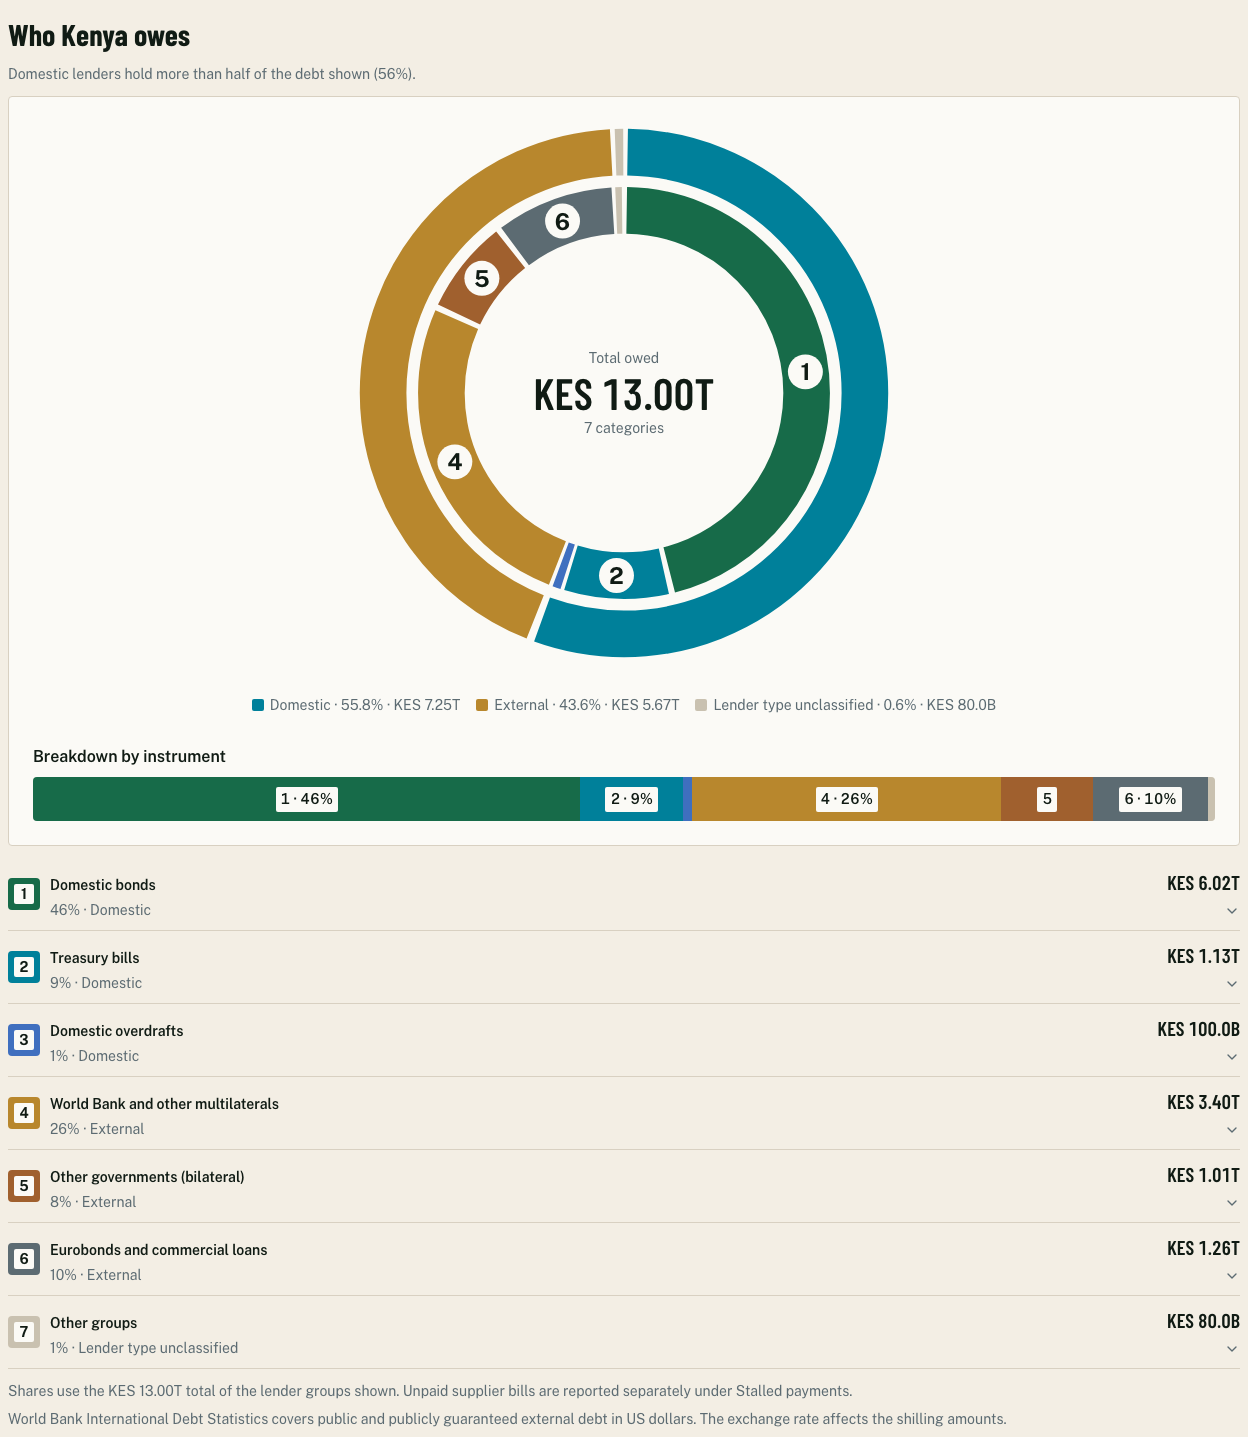 Who Kenya owes
Domestic lenders hold more than half of the debt shown (56%).
6
5
1
Total owed
KES 13.00T
7 categories
4
2
Domestic · 55.8% · KES 7.25T
External · 43.6% · KES 5.67T
Lender type unclassified · 0.6% · KES 80.0B
Breakdown by instrument
1 · 46%
2 · 9%
4 · 26%
5
6 · 10%
1
Domestic bonds
KES 6.02T
46% · Domestic
2
Treasury bills
KES 1.13T
9% · Domestic
3
Domestic overdrafts
KES 100.0B
1% · Domestic
4
World Bank and other multilaterals
KES 3.40T
26% · External
5
Other governments (bilateral)
KES 1.01T
8% · External
6
Eurobonds and commercial loans
KES 1.26T
10% · External
7
Other groups
KES 80.0B
1% · Lender type unclassified
Shares use the KES 13.00T total of the lender groups shown. Unpaid supplier bills are reported separately under Stalled payments.
World Bank International Debt Statistics covers public and publicly guaranteed external debt in US dollars. The exchange rate affects the shilling amounts.